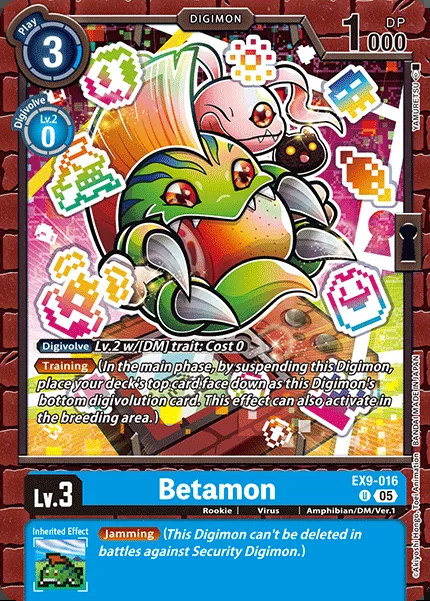 Play
3
DIGIMON
DP
1000
Digivolve
Lv.2
0
YAMURETSU
Digivolve Lv.2 w/[DM] trait: Cost 0
Training (In the main phase, by suspending this Digimon,
place your deck's top card face down as this Digimon's
bottom digivolution card. This effect can also activate in
the breeding area.)
©Akiyoshi Hongo, Toei Animation BANDAI MADE IN JAPAN
Lv.3
Betamon
EX9-016
U 05
Rookie | Virus | Amphibian/DM/Ver.1
Inherited Effect
Jamming (This Digimon can't be deleted in
battles against Security Digimon.)